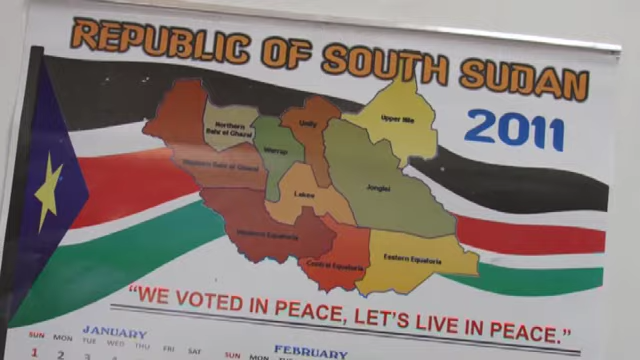 REPUBLIC OF SOUTH SUDAN
2011
Upper Nile
Unity
Northern
Bahr el Ghazal
Warrup
Western Bahr el Ghazal
Jonglei
Lakes
Western Equatoria
Central Equatoria
Eastern Equatoria
"WE VOTED IN PEACE, LET'S LIVE IN PEACE."
JANUARY
FEBRUARY
SUN MON TUE WED THU FRI SAT
SUN MON TUE
1 2 3